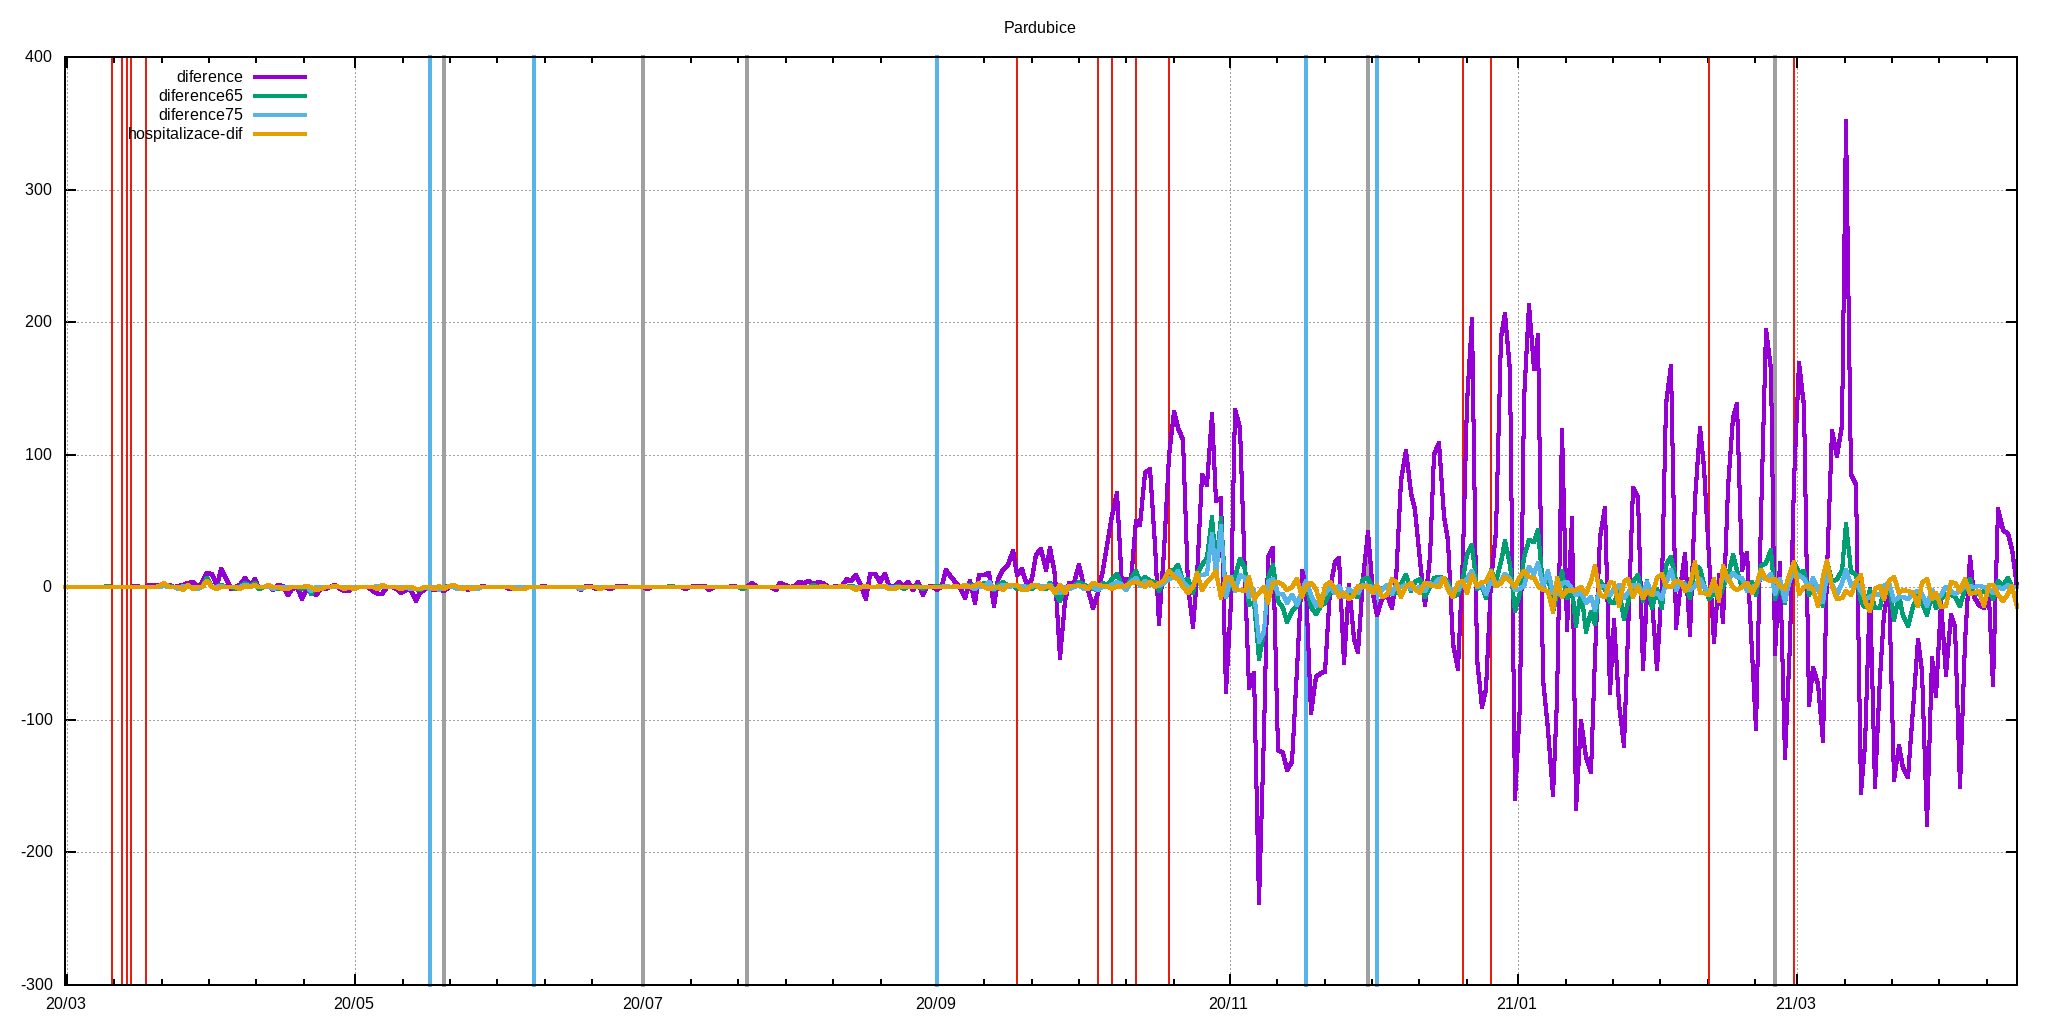 Pardubice
400
diference
diference65
diference75
hospitalizace-dif
300
200
100
0
-100
-200
-300
20/03 20/05 20/07 20/09 20/11 21/01 21/03